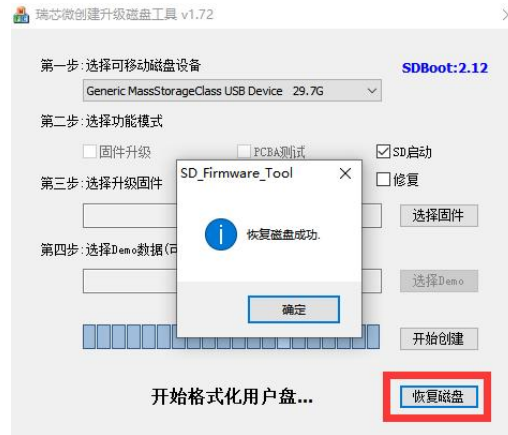 瑞芯微创建升级磁盘工具 v1.72
第一步:选择可移动磁盘设备
SDBoot:2.12
Generic MassStorageClass USB Device 29.7G
第二步:选择功能模式
固件升级
PCBA测试
SD启动
SD_Firmware_Tool
修复
第三步:选择升级固件
恢复磁盘成功.
选择固件
第四步:选择Demo数据(可
选择Demo
确定
开始创建
开始格式化用户盘...
恢复磁盘